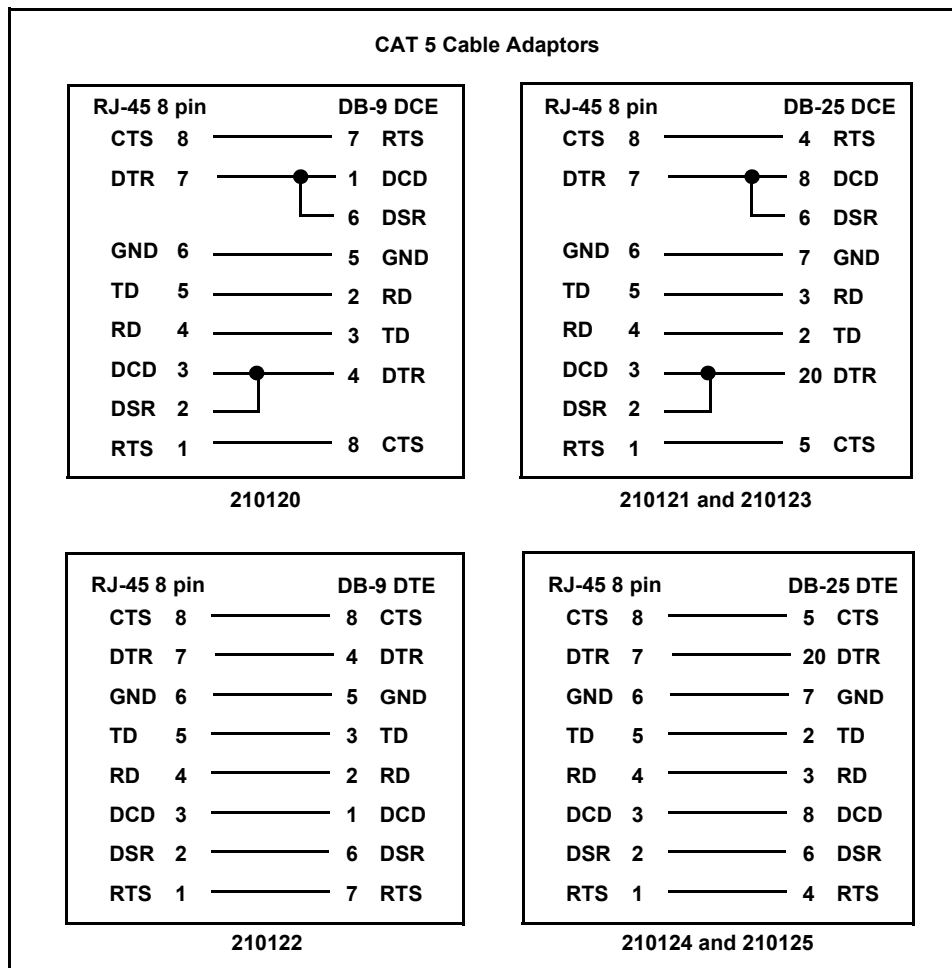 CAT 5 Cable Adaptors
RJ-45 8 pin DB-9 DCE
CTS 8 7 RTS
DTR 7 1 DCD
6 DSR
GND 6 5 GND
TD 5 2 RD
RD 4 3 TD
DCD 3 4 DTR
DSR 2
RTS 1 8 CTS
210120
RJ-45 8 pin DB-25 DCE
CTS 8 4 RTS
DTR 7 8 DCD
6 DSR
GND 6 7 GND
TD 5 3 RD
RD 4 2 TD
DCD 3 20 DTR
DSR 2
RTS 1 5 CTS
210121 and 210123
RJ-45 8 pin DB-9 DTE
CTS 8 8 CTS
DTR 7 4 DTR
GND 6 5 GND
TD 5 3 TD
RD 4 2 RD
DCD 3 1 DCD
DSR 2 6 DSR
RTS 1 7 RTS
210122
RJ-45 8 pin DB-25 DTE
CTS 8 5 CTS
DTR 7 20 DTR
GND 6 7 GND
TD 5 2 TD
RD 4 3 RD
DCD 3 8 DCD
DSR 2 6 DSR
RTS 1 4 RTS
210124 and 210125